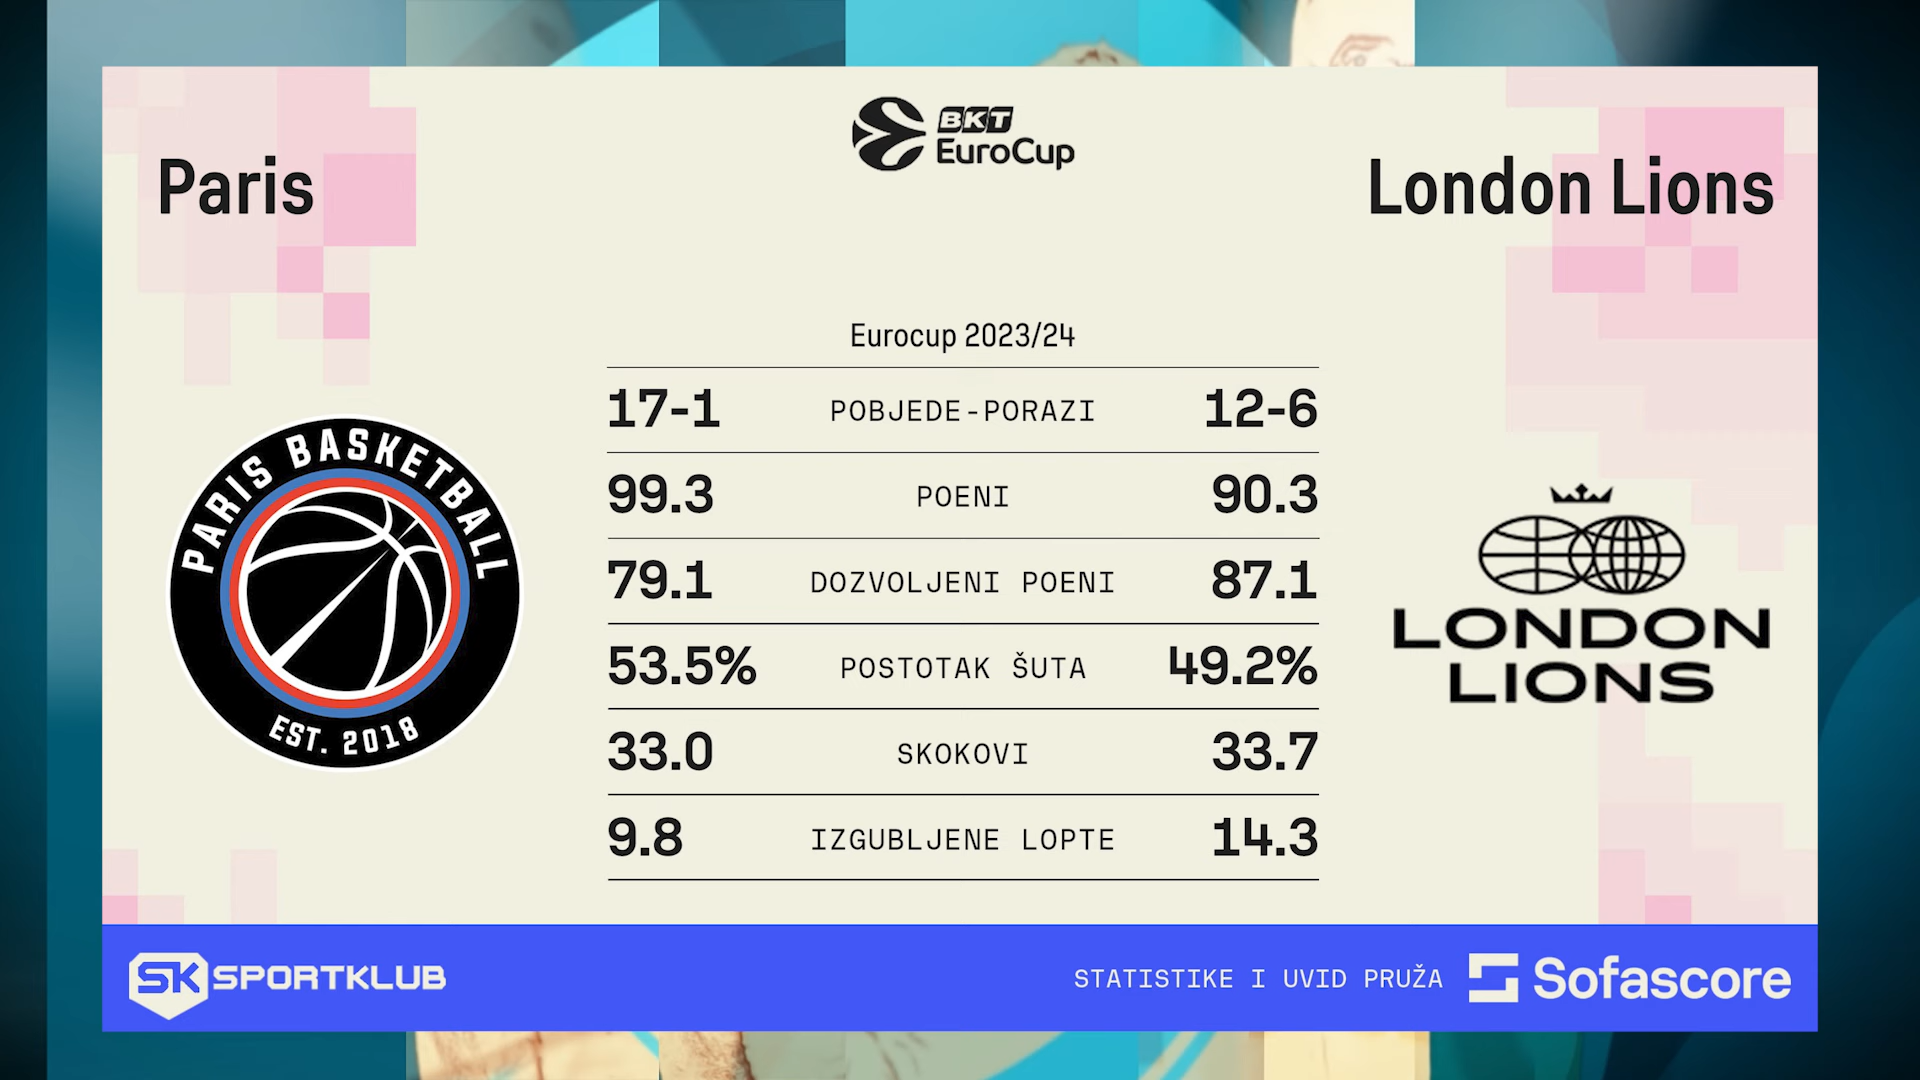 BKT
EuroCup
Paris
London Lions
Eurocup 2023/24
17-1 POBJEDE-PORAZI 12-6
99.3 POENI 90.3
79.1 DOZVOLJENI POENI 87.1
53.5% POSTOTAK ŠUTA 49.2%
33.0 SKOKOVI 33.7
9.8 IZGUBLJENE LOPTE 14.3
PARIS BASKETBALL
EST. 2018
LONDON
LIONS
SK SPORTKLUB
STATISTIKE I UVID PRUŽA Sofascore